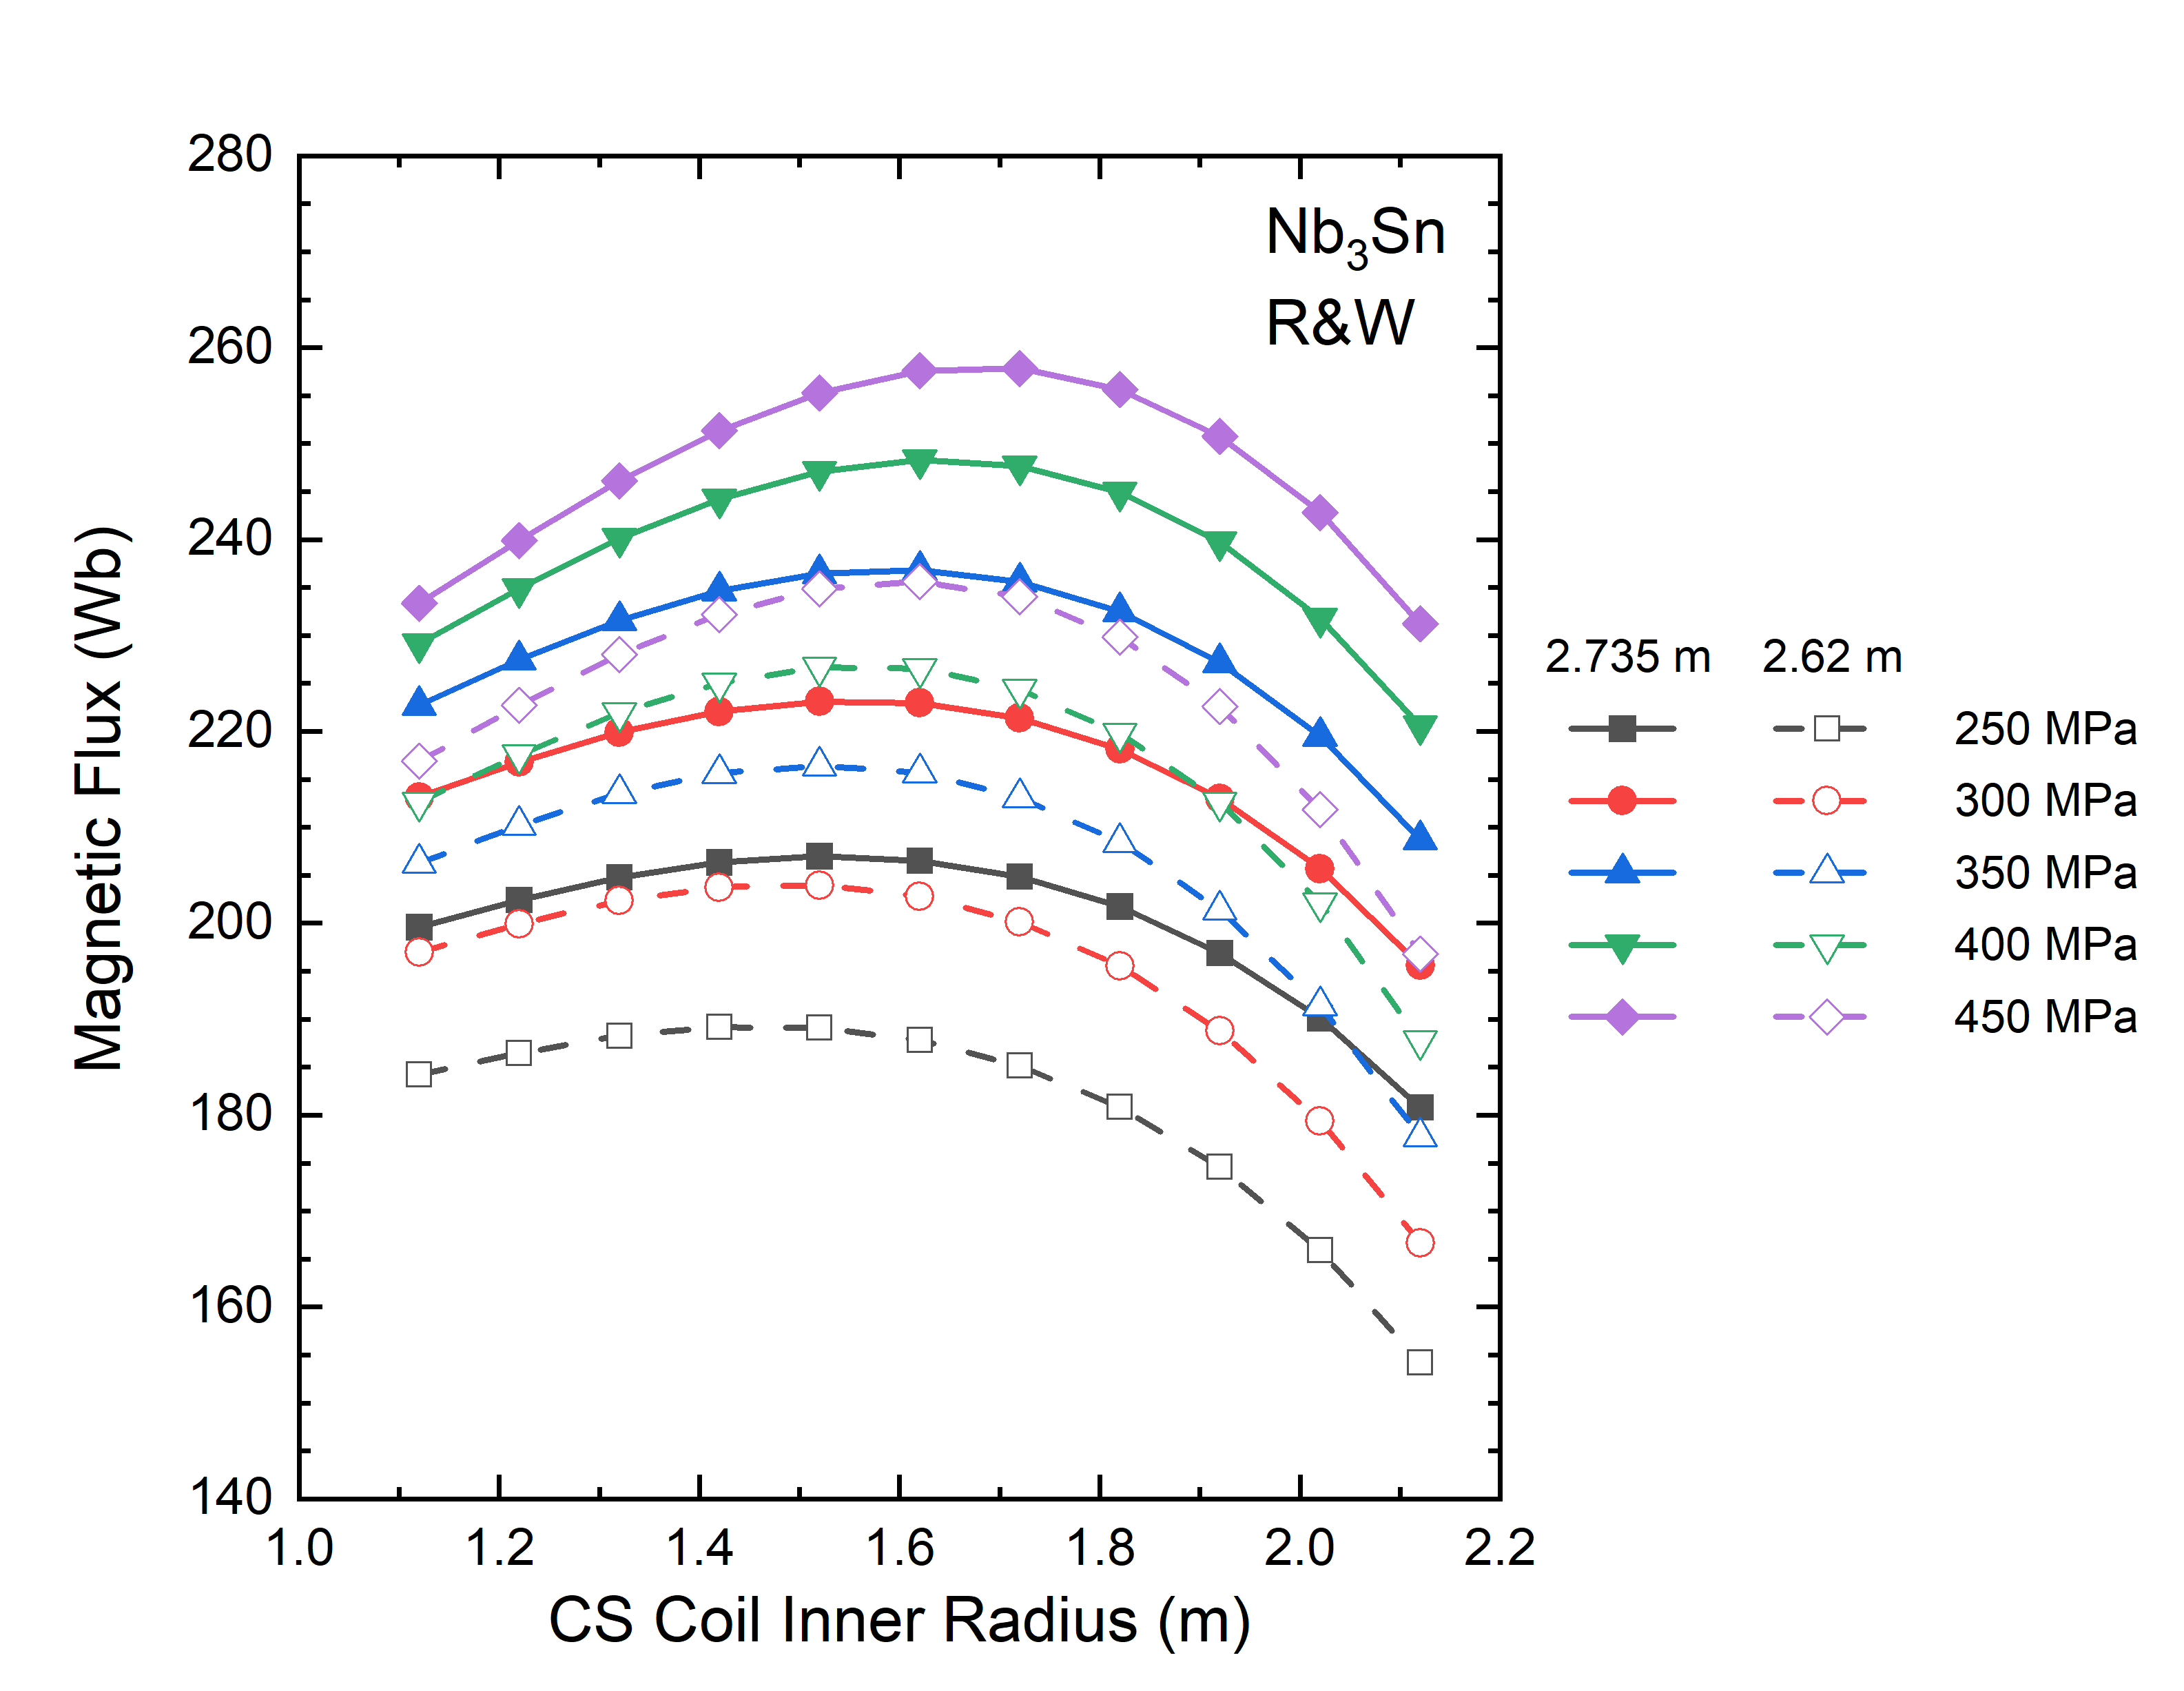 280
260
240
220
200
180
160
140
Magnetic Flux (Wb)
Nb₃Sn
R&W
1.0 1.2 1.4 1.6 1.8 2.0 2.2
CS Coil Inner Radius (m)
2.735 m 2.62 m
250 MPa
300 MPa
350 MPa
400 MPa
450 MPa